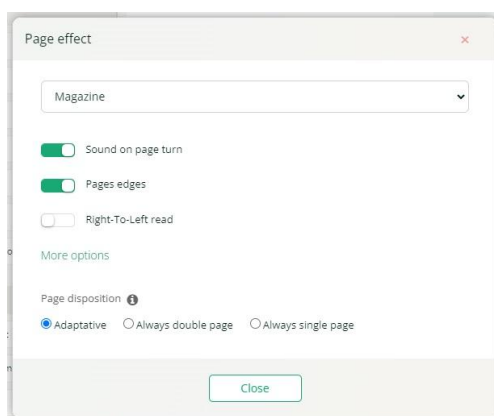 Page effect
Magazine
Sound on page turn
Pages edges
Right-To-Left read
More options
Page disposition
Adaptative Always double page Always single page
Close